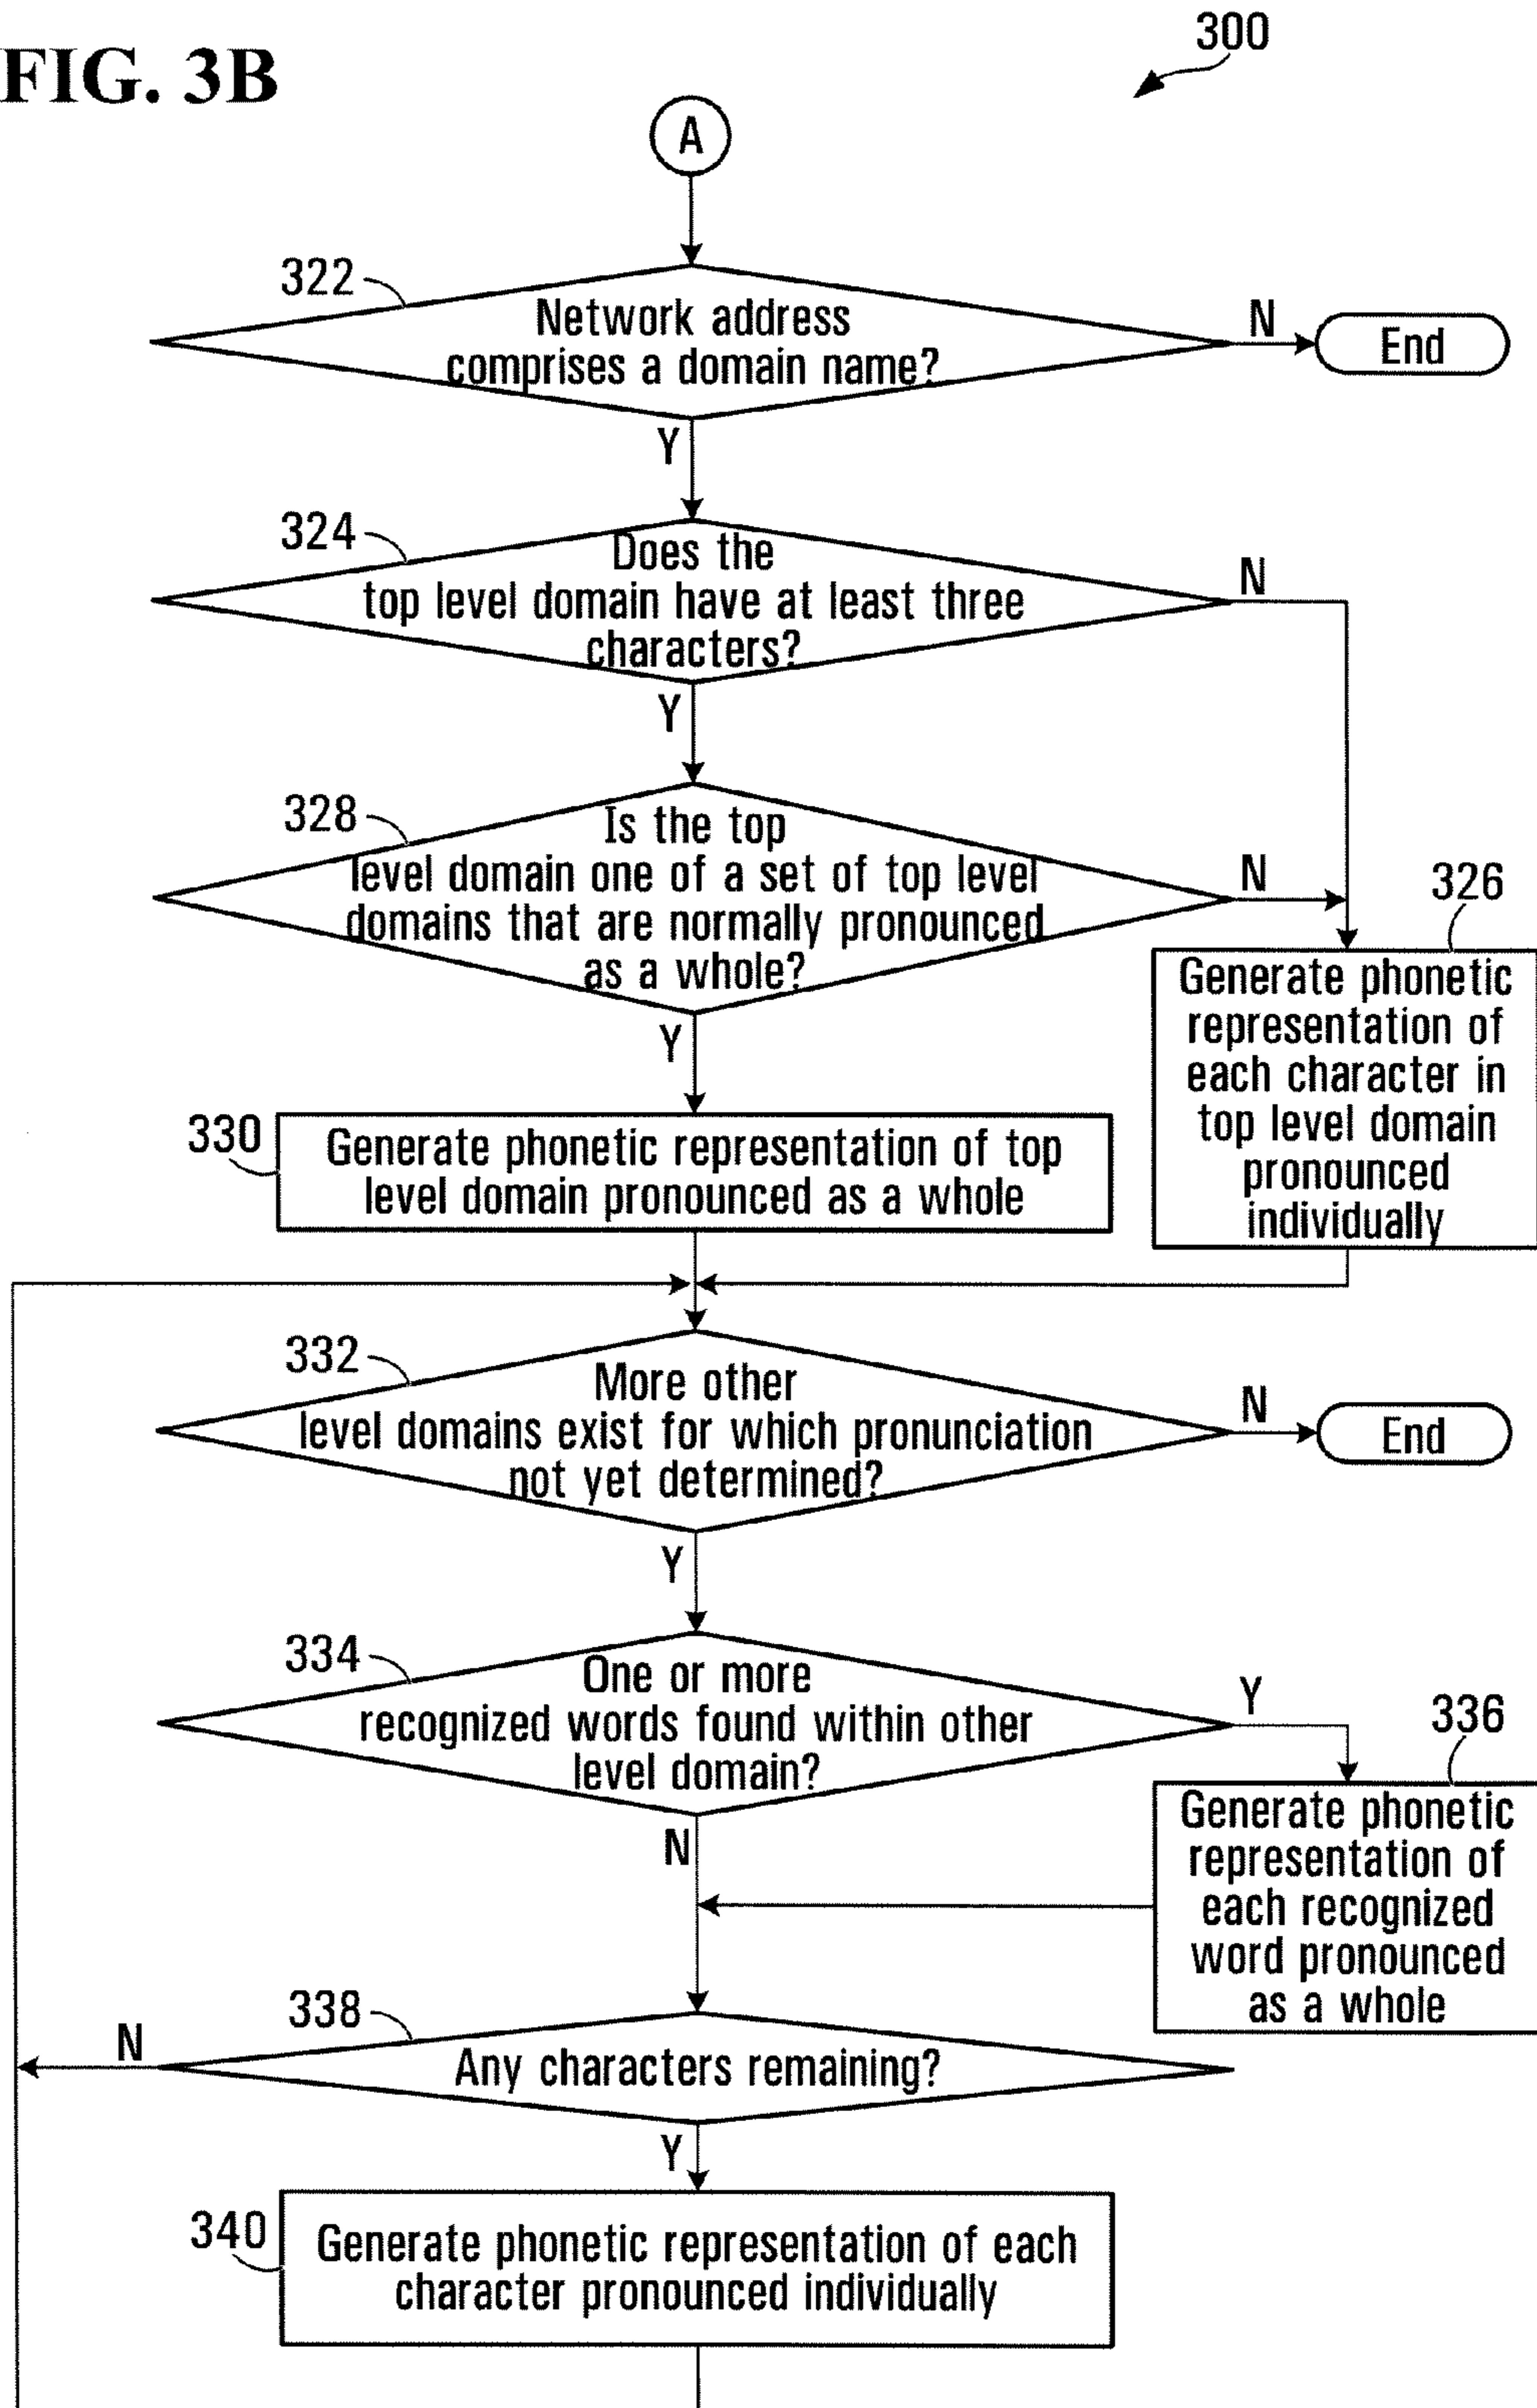 FIG. 3B
300
A
322
Network address
comprises a domain name?
N
End
Y
324
Does the
top level domain have at least three
characters?
N
Y
328
Is the top
level domain one of a set of top level
domains that are normally pronounced
as a whole?
N
326
Generate phonetic
representation of
each character in
top level domain
pronounced
individually
Y
330
Generate phonetic representation of top
level domain pronounced as a whole
332
More other
level domains exist for which pronunciation
not yet determined?
N
End
Y
334
One or more
recognized words found within other
level domain?
Y
336
Generate phonetic
representation of
each recognized
word pronounced
as a whole
N
338
Any characters remaining?
N
Y
340
Generate phonetic representation of each
character pronounced individually